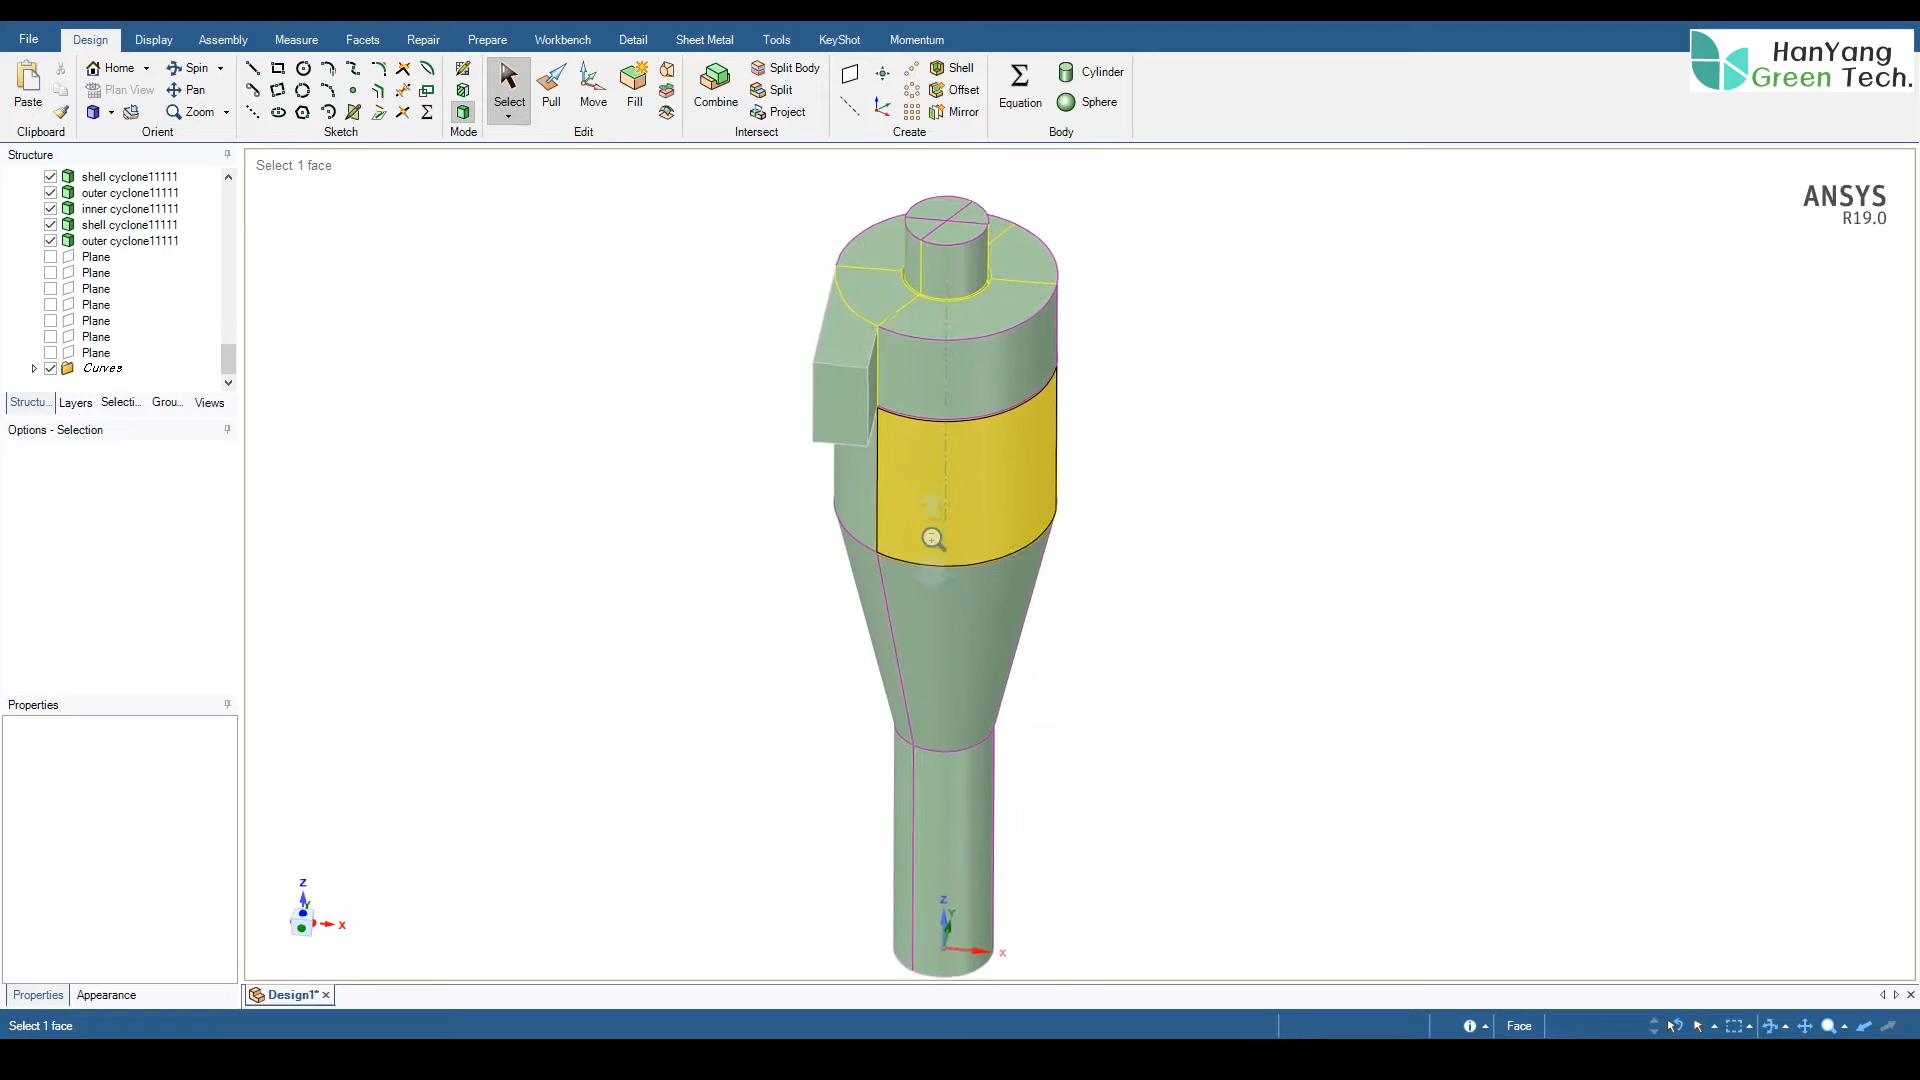 File Design Display Assembly Measure Facets Repair Prepare Workbench Detail Sheet Metal Tools KeyShot Momentum
HanYang
Green Tech.
Paste
Home Spin
Plan View Pan
Zoom
Select Pull Move Fill
Combine
Split Body
Split
Project
Shell
Offset
Mirror
Σ
Equation
Cylinder
Sphere
Clipboard Orient Sketch Mode Edit Intersect Create Body
Structure
shell cyclone11111
outer cyclone11111
inner cyclone11111
shell cyclone11111
outer cyclone11111
Plane
Plane
Plane
Plane
Plane
Plane
Plane
Curves
Structu... Layers Selecti... Grou... Views
Options - Selection
Properties
Properties Appearance
Select 1 face
ANSYS
R19.0
Z
Y
X
Z
Y
X
Design1*
Select 1 face
Face